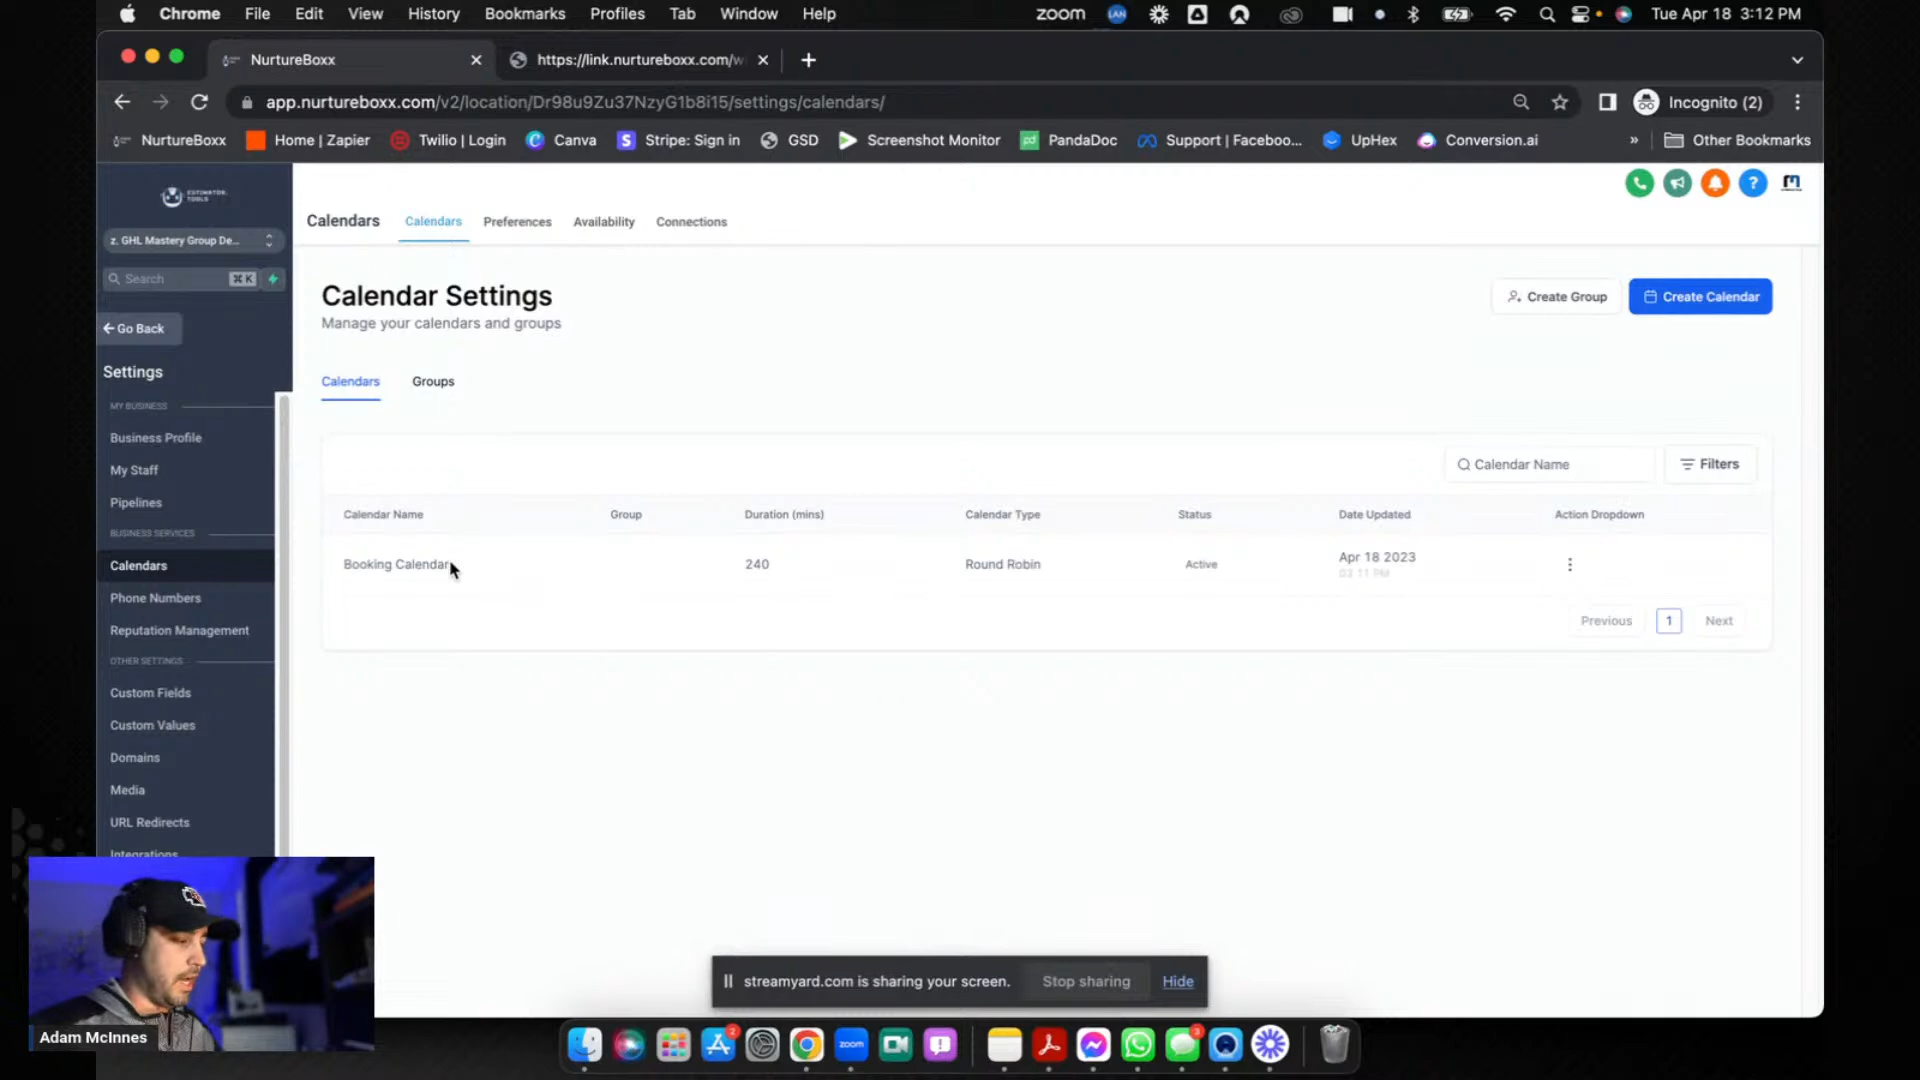 Chrome File Edit View History Bookmarks Profiles Tab Window Help
zoom LAN Tue Apr 18 3:12 PM
NurtureBoxx
https://link.nurtureboxx.com/w
app.nurtureboxx.com/v2/location/Dr98u9Zu37NzyG1b8i15/settings/calendars/
Incognito (2)
NurtureBoxx Home | Zapier Twilio | Login Canva Stripe: Sign in GSD Screenshot Monitor PandaDoc Support | Faceboo... UpHex Conversion.ai » Other Bookmarks
ESTIMATOR TOOLS
z. GHL Mastery Group De...
Search ⌘K
Go Back
Settings
MY BUSINESS
Business Profile
My Staff
Pipelines
BUSINESS SERVICES
Calendars
Phone Numbers
Reputation Management
OTHER SETTINGS
Custom Fields
Custom Values
Domains
Media
URL Redirects
Integrations
Calendars Calendars Preferences Availability Connections
Calendar Settings
Manage your calendars and groups
Create Group
Create Calendar
Calendars Groups
Calendar Name
Filters
Calendar Name Group Duration (mins) Calendar Type Status Date Updated Action Dropdown
Booking Calendar 240 Round Robin Active Apr 18 2023
03:11 PM
Previous 1 Next
streamyard.com is sharing your screen. Stop sharing Hide
Adam McInnes
2
zoom
3